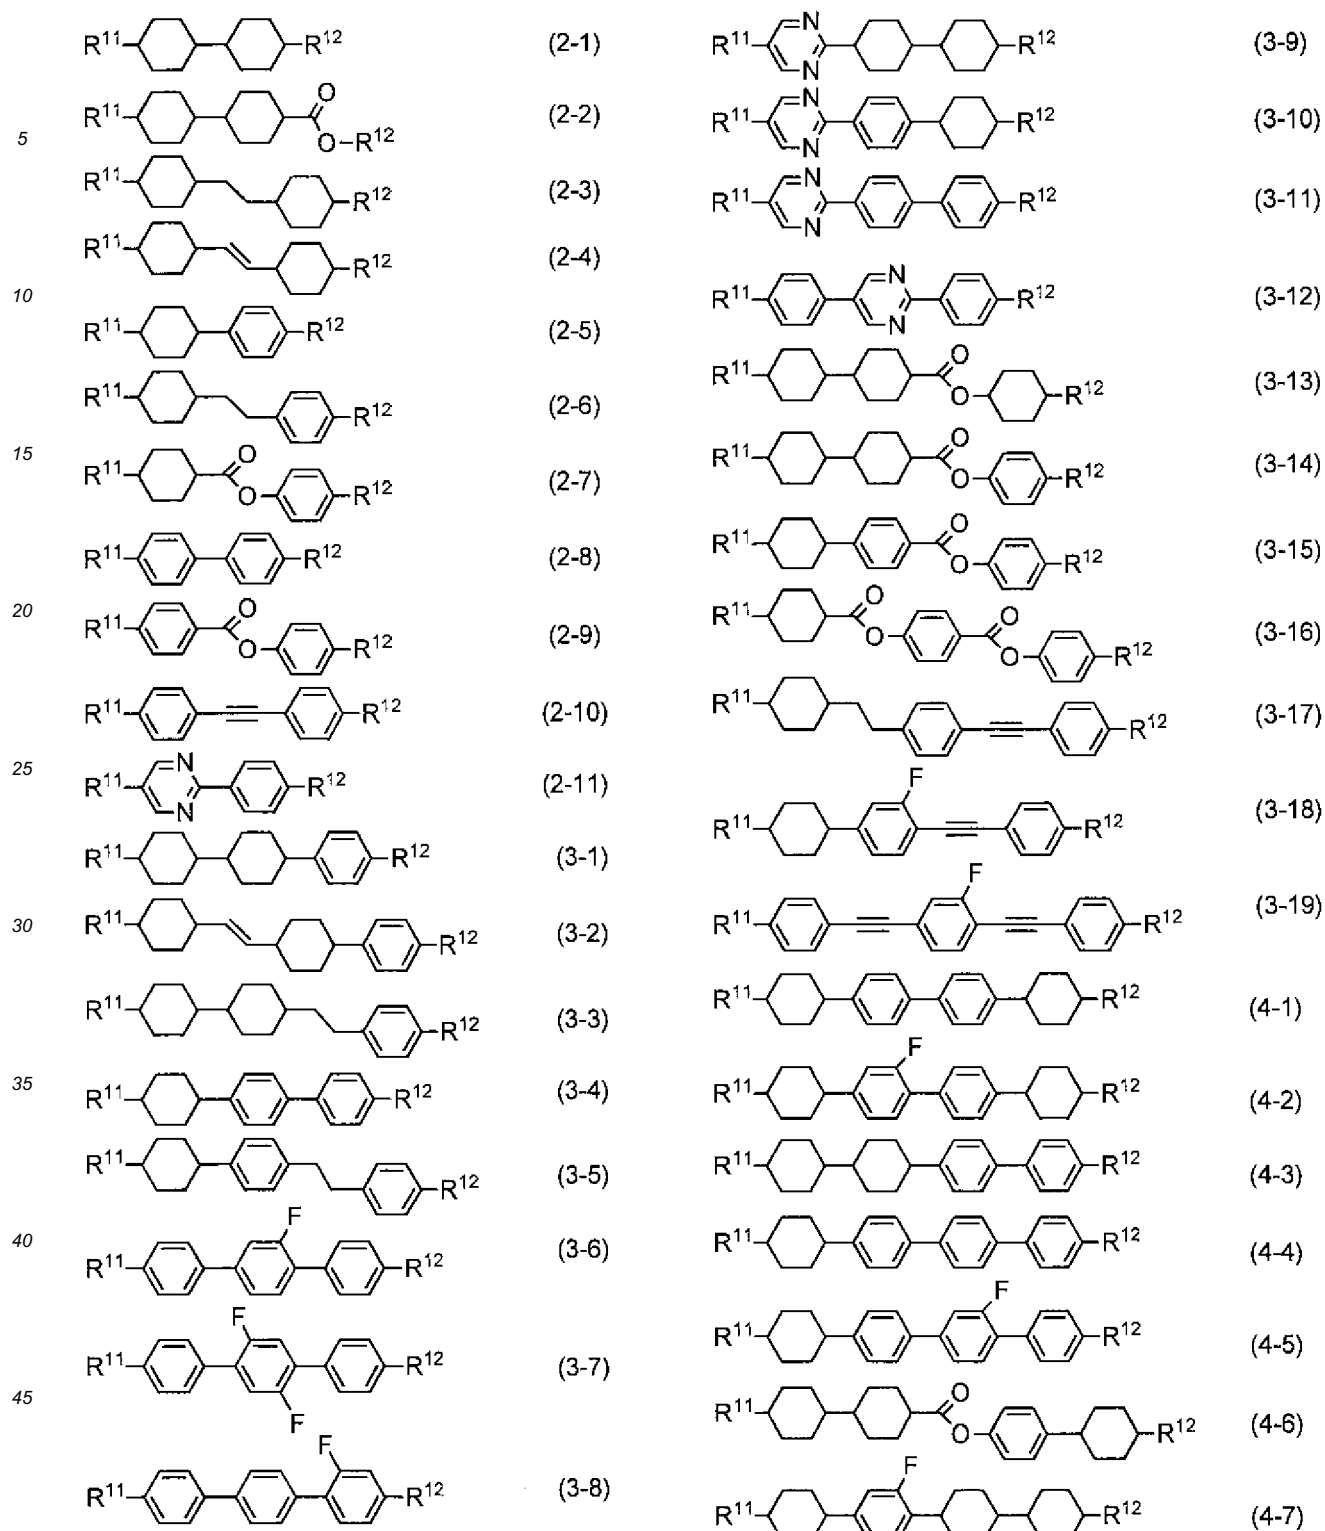 R¹¹ R¹² (2-1)
O
R¹¹ O–R¹² (2-2)
5
R¹¹ R¹² (2-3)
R¹¹ R¹² (2-4)
10
R¹¹ R¹² (2-5)
R¹¹ R¹² (2-6)
15
O
R¹¹ O R¹² (2-7)
R¹¹ R¹² (2-8)
20
O
R¹¹ O R¹² (2-9)
R¹¹ R¹² (2-10)
25
N
R¹¹ R¹² (2-11)
N
R¹¹ R¹² (3-1)
30
R¹¹ R¹² (3-2)
R¹¹ R¹² (3-3)
35
R¹¹ R¹² (3-4)
R¹¹ R¹² (3-5)
40
F
R¹¹ R¹² (3-6)
F
R¹¹ R¹² (3-7)
F
45
F
R¹¹ R¹² (3-8)
N
R¹¹ R¹² (3-9)
N
N
R¹¹ R¹² (3-10)
N
N
R¹¹ R¹² (3-11)
N
N
R¹¹ R¹² (3-12)
N
O
R¹¹ O R¹² (3-13)
O
R¹¹ O R¹² (3-14)
O
R¹¹ O R¹² (3-15)
O O
R¹¹ O O R¹² (3-16)
R¹¹ R¹² (3-17)
F
R¹¹ R¹² (3-18)
F
R¹¹ R¹² (3-19)
R¹¹ R¹² (4-1)
F
R¹¹ R¹² (4-2)
R¹¹ R¹² (4-3)
R¹¹ R¹² (4-4)
F
R¹¹ R¹² (4-5)
O
R¹¹ O R¹² (4-6)
F
R¹¹ R¹² (4-7)